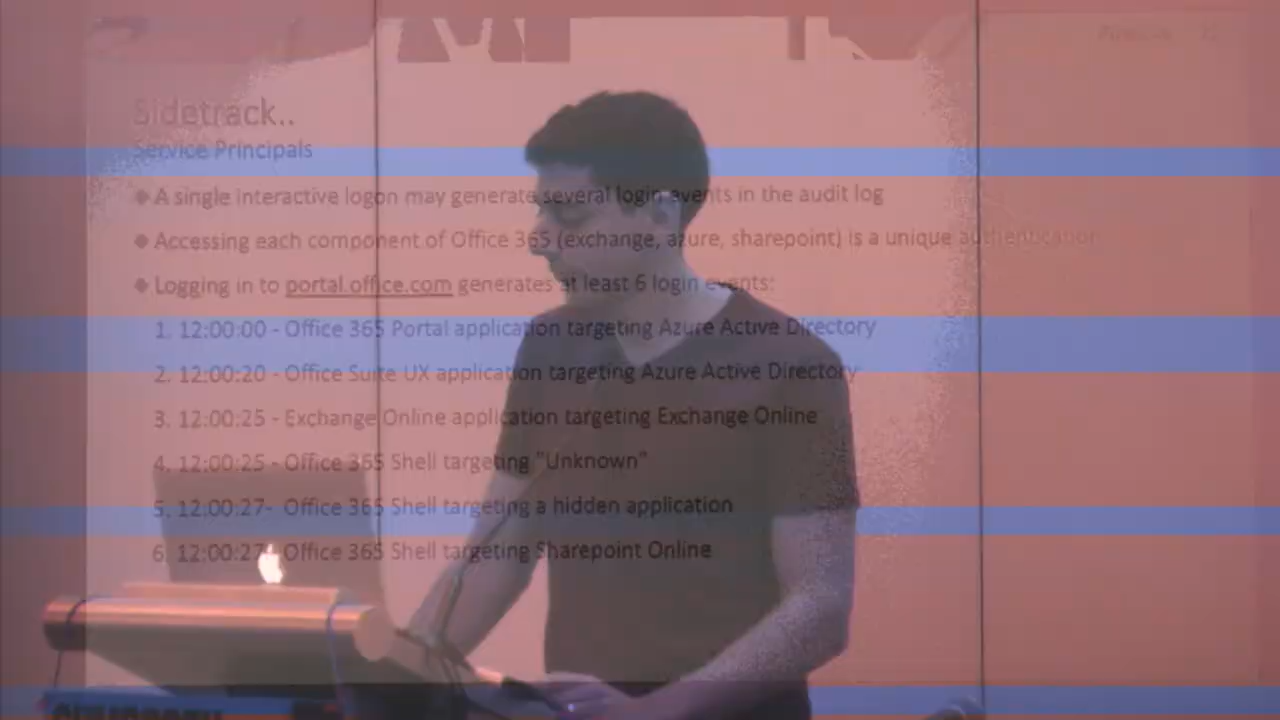 Sidetrack..
Service Principals
❖ A single interactive logon may generate several login events in the audit log
❖ Accessing each component of Office 365 (exchange, azure, sharepoint) is a unique authentication
❖ Logging in to portal.office.com generates at least 6 login events:
1. 12:00:00 - Office 365 Portal application targeting Azure Active Directory
2. 12:00:20 - Office Suite UX application targeting Azure Active Directory
3. 12:00:25 - Exchange Online application targeting Exchange Online
4. 12:00:25 - Office 365 Shell targeting "Unknown"
5. 12:00:27- Office 365 Shell targeting a hidden application
6. 12:00:27- Office 365 Shell targeting Sharepoint Online